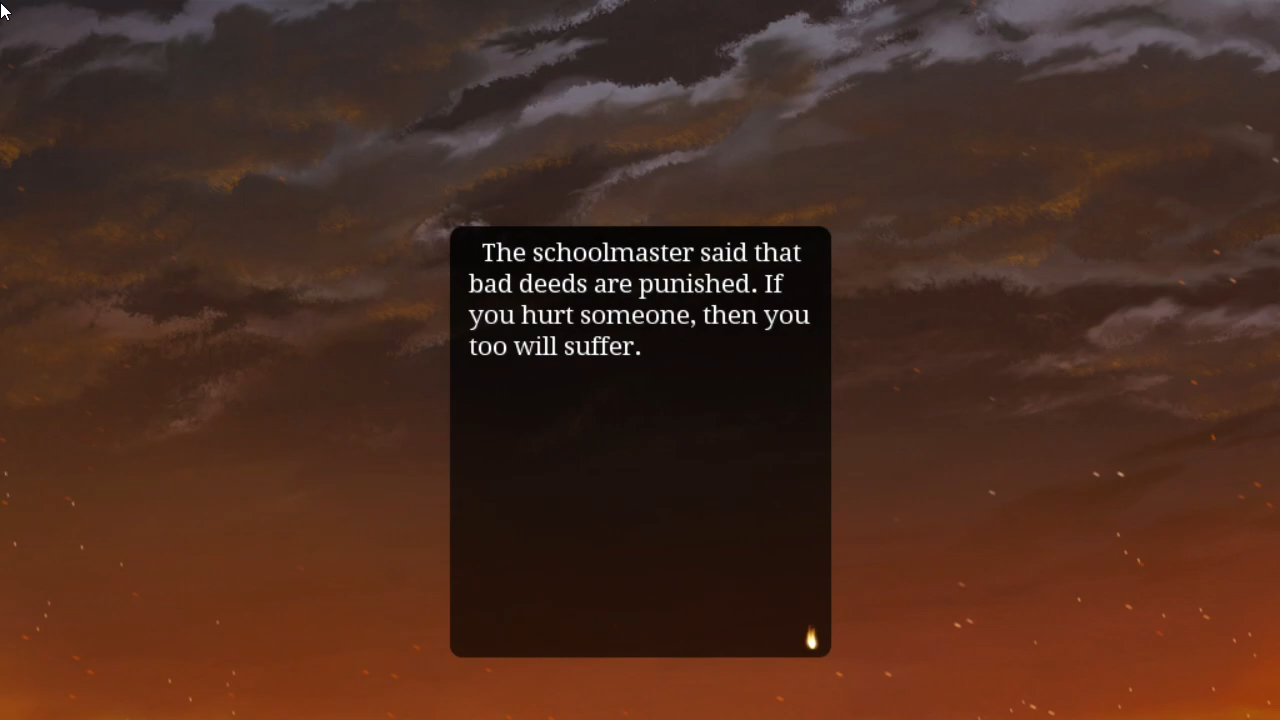 The schoolmaster said that
bad deeds are punished. If
you hurt someone, then you
too will suffer.